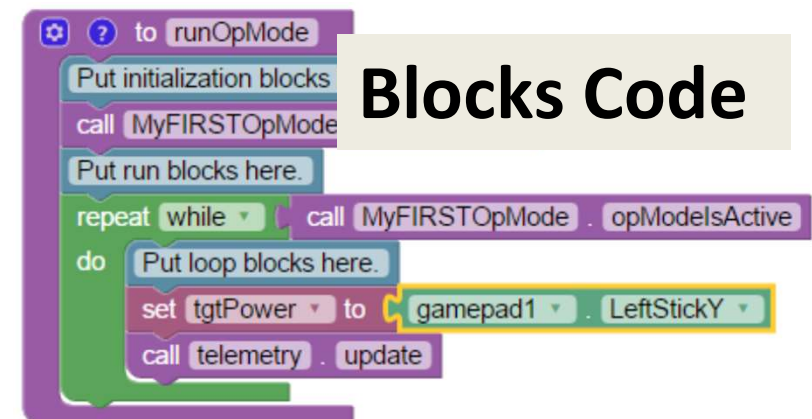 ? to runOpMode
Put initialization blocks
Blocks Code
call MyFIRSTOpMode
Put run blocks here.
repeat while call MyFIRSTOpMode . opModeIsActive
do Put loop blocks here.
set tgtPower to gamepad1 . LeftStickY
call telemetry . update